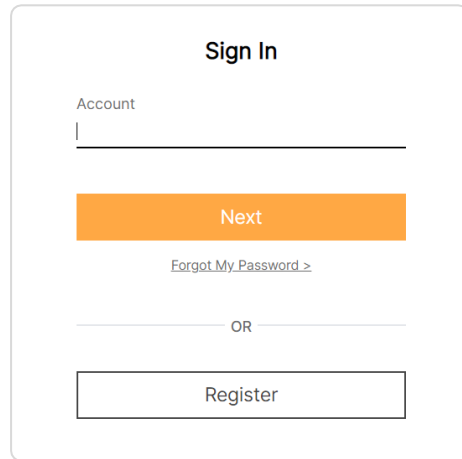 Sign In
Account
Next
Forgot My Password >
OR
Register